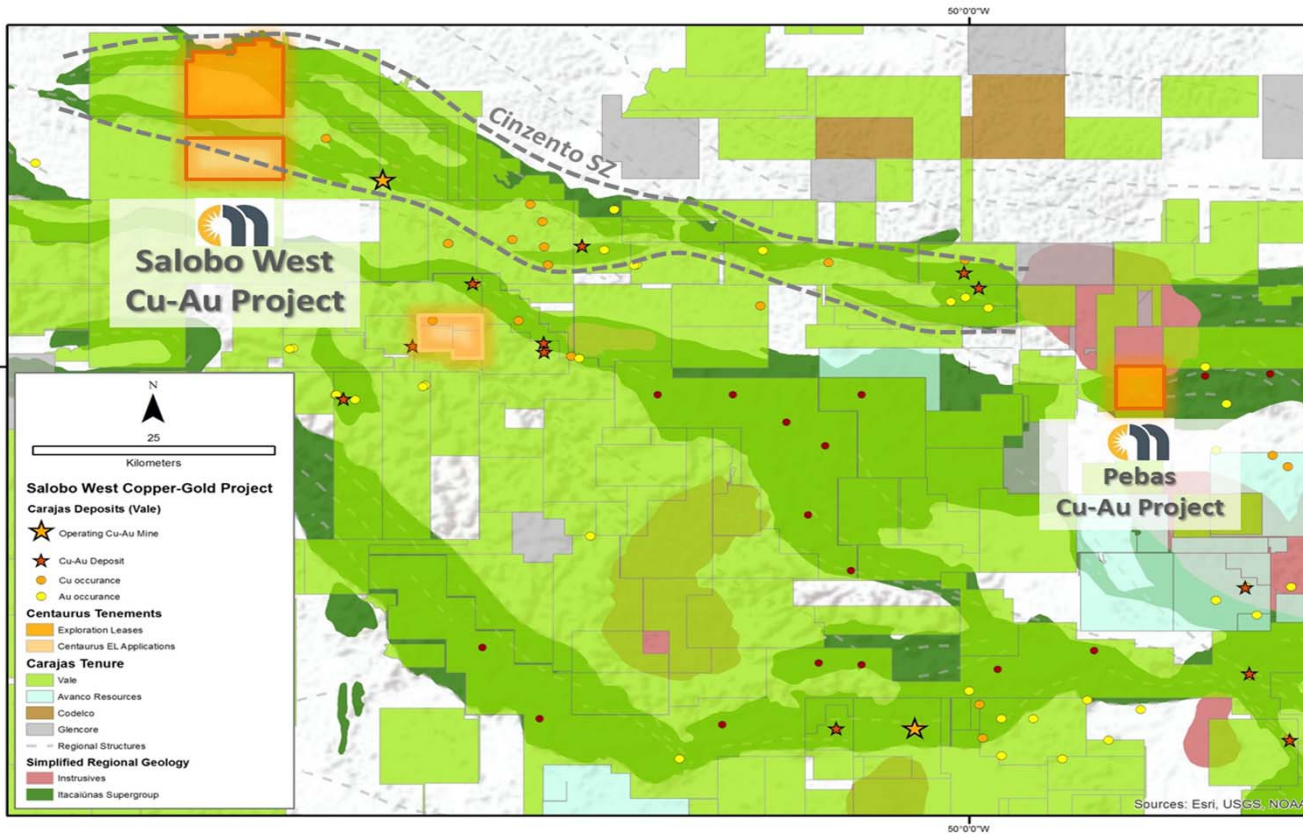 50°0'0"W
Cinzento SZ
Salobo West
Cu-Au Project
Pebas
Cu-Au Project
N
25
Kilometers
Salobo West Copper-Gold Project
Carajas Deposits (Vale)
Operating Cu-Au Mine
Cu-Au Deposit
Cu occurance
Au occurance
Centaurus Tenements
Exploration Leases
Centaurus EL Applications
Carajas Tenure
Vale
Avanco Resources
Codelco
Glencore
Regional Structures
Simplified Regional Geology
Instrusives
Itacaiúnas Supergroup
Sources: Esri, USGS, NOAA
50°0'0"W